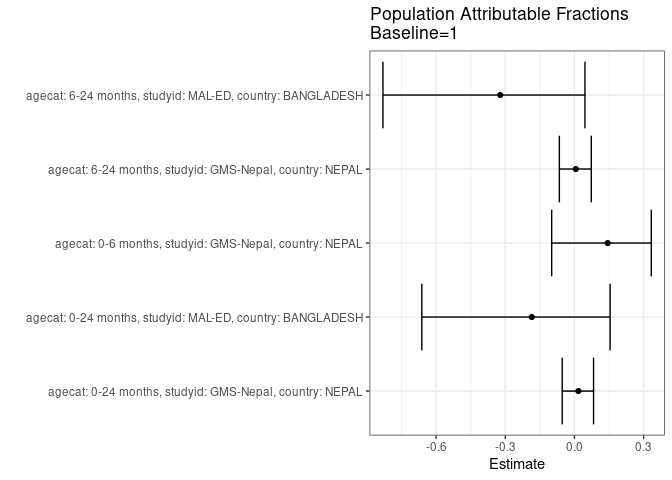 Population Attributable Fractions
Baseline=1
agecat: 6-24 months, studyid: MAL-ED, country: BANGLADESH
agecat: 6-24 months, studyid: GMS-Nepal, country: NEPAL
agecat: 0-6 months, studyid: GMS-Nepal, country: NEPAL
agecat: 0-24 months, studyid: MAL-ED, country: BANGLADESH
agecat: 0-24 months, studyid: GMS-Nepal, country: NEPAL
-0.6 -0.3 0.0 0.3
Estimate